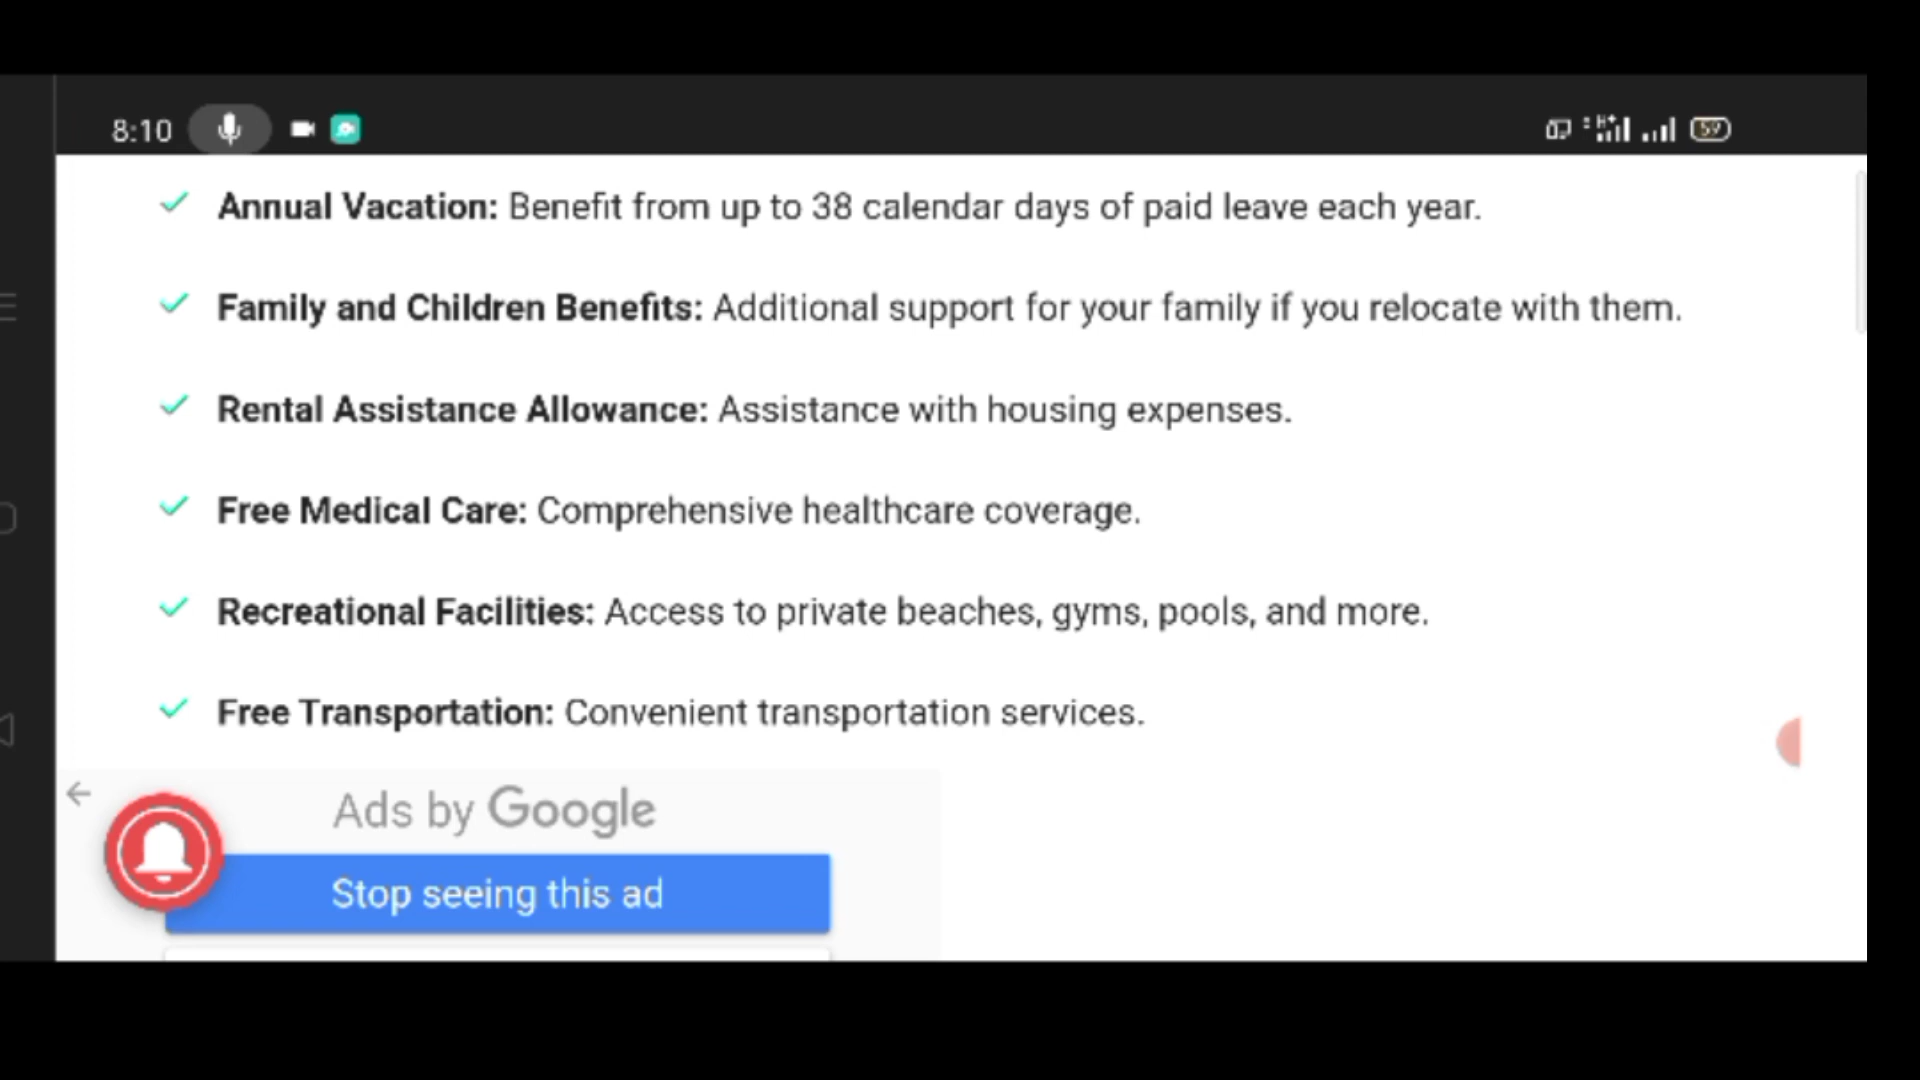 8:10
H+
59
Annual Vacation: Benefit from up to 38 calendar days of paid leave each year.
Family and Children Benefits: Additional support for your family if you relocate with them.
Rental Assistance Allowance: Assistance with housing expenses.
Free Medical Care: Comprehensive healthcare coverage.
Recreational Facilities: Access to private beaches, gyms, pools, and more.
Free Transportation: Convenient transportation services.
Ads by Google
Stop seeing this ad